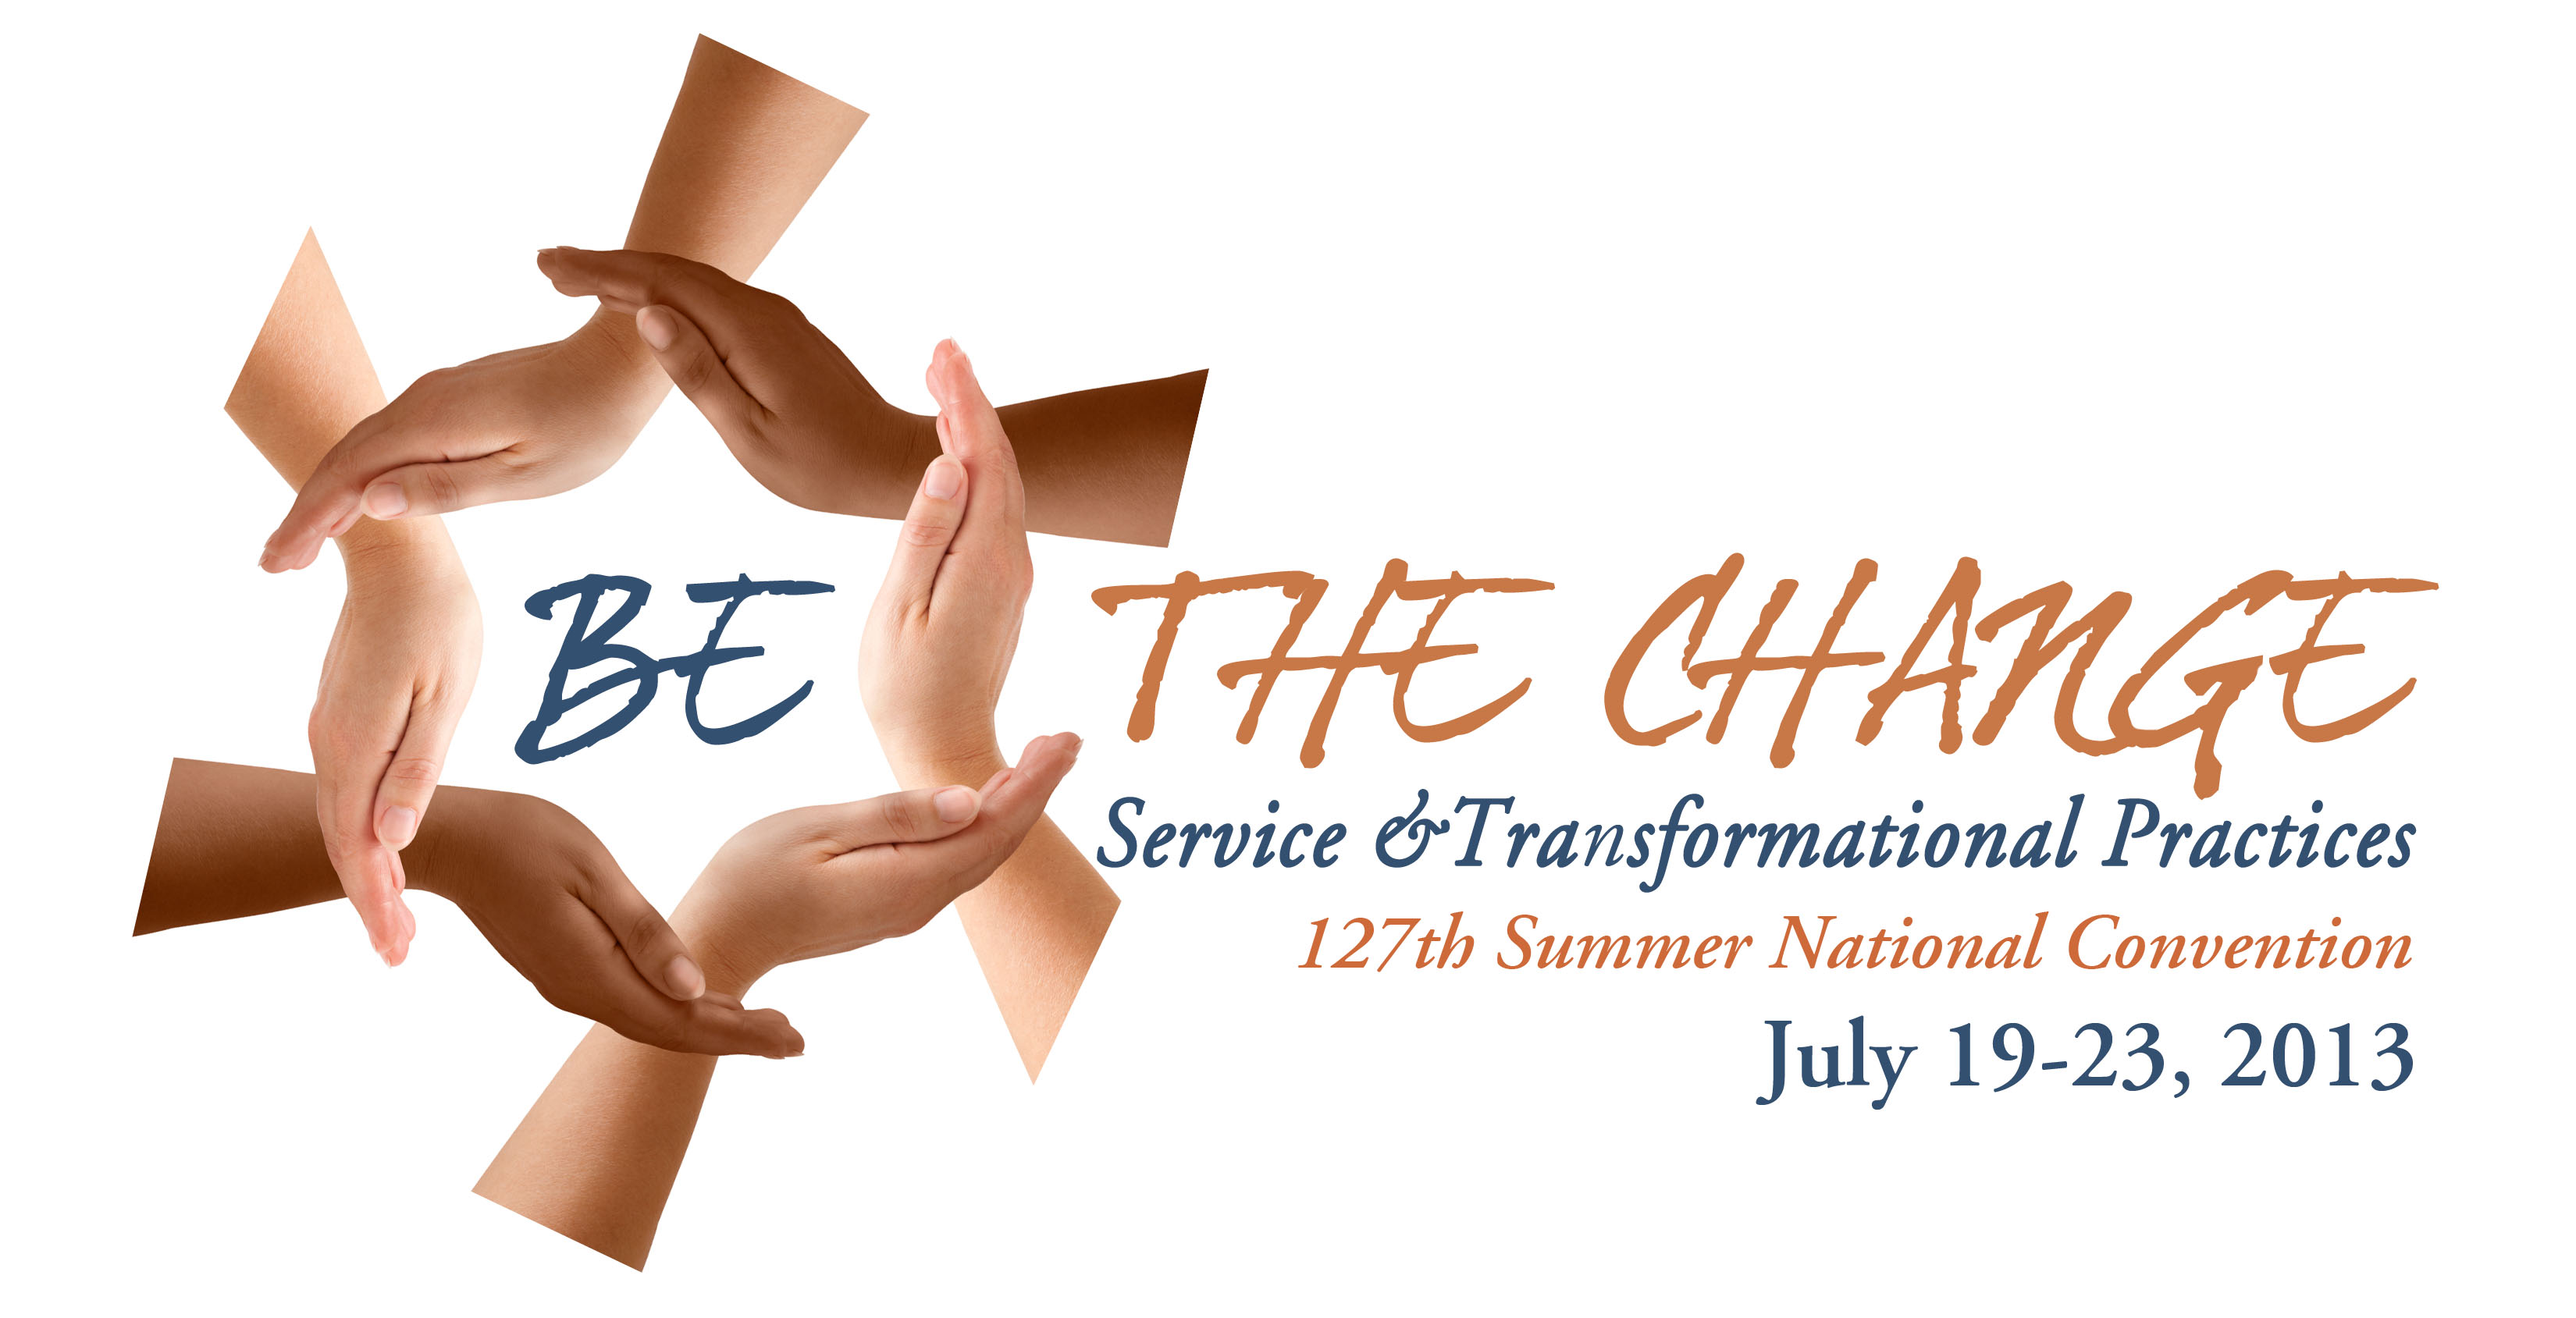 BE THE CHANGE
Service & Transformational Practices
127th Summer National Convention
July 19-23, 2013